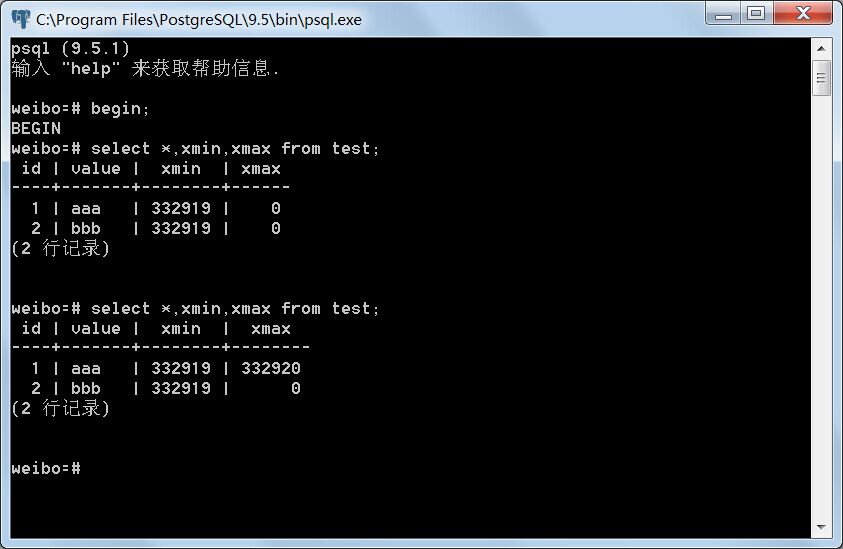 C:\Program Files\PostgreSQL\9.5\bin\psql.exe
psql (9.5.1)
输入 "help" 来获取帮助信息.
weibo=# begin;
BEGIN
weibo=# select *,xmin,xmax from test;
 id | value |  xmin  | xmax
----+-------+--------+------
  1 | aaa   | 332919 |    0
  2 | bbb   | 332919 |    0
(2 行记录)
weibo=# select *,xmin,xmax from test;
 id | value |  xmin  |  xmax
----+-------+--------+--------
  1 | aaa   | 332919 | 332920
  2 | bbb   | 332919 |      0
(2 行记录)
weibo=#